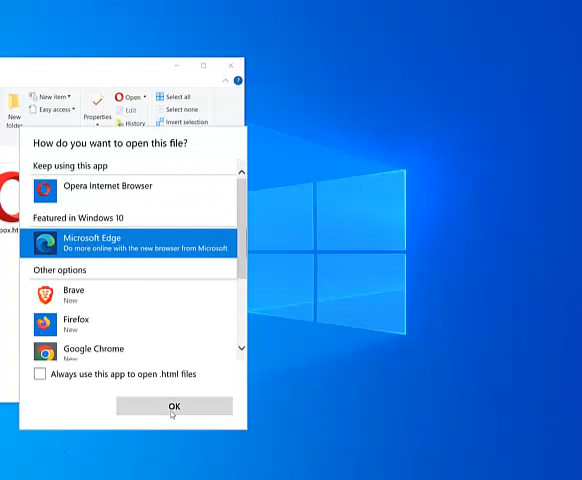 New item
Easy access
New
folder
Properties
Open
Edit
History
Select all
Select none
Invert selection
How do you want to open this file?
Keep using this app
Opera Internet Browser
Featured in Windows 10
Microsoft Edge
Do more online with the new browser from Microsoft.
Other options
Brave
New
Firefox
New
Google Chrome
New
Always use this app to open .html files
OK